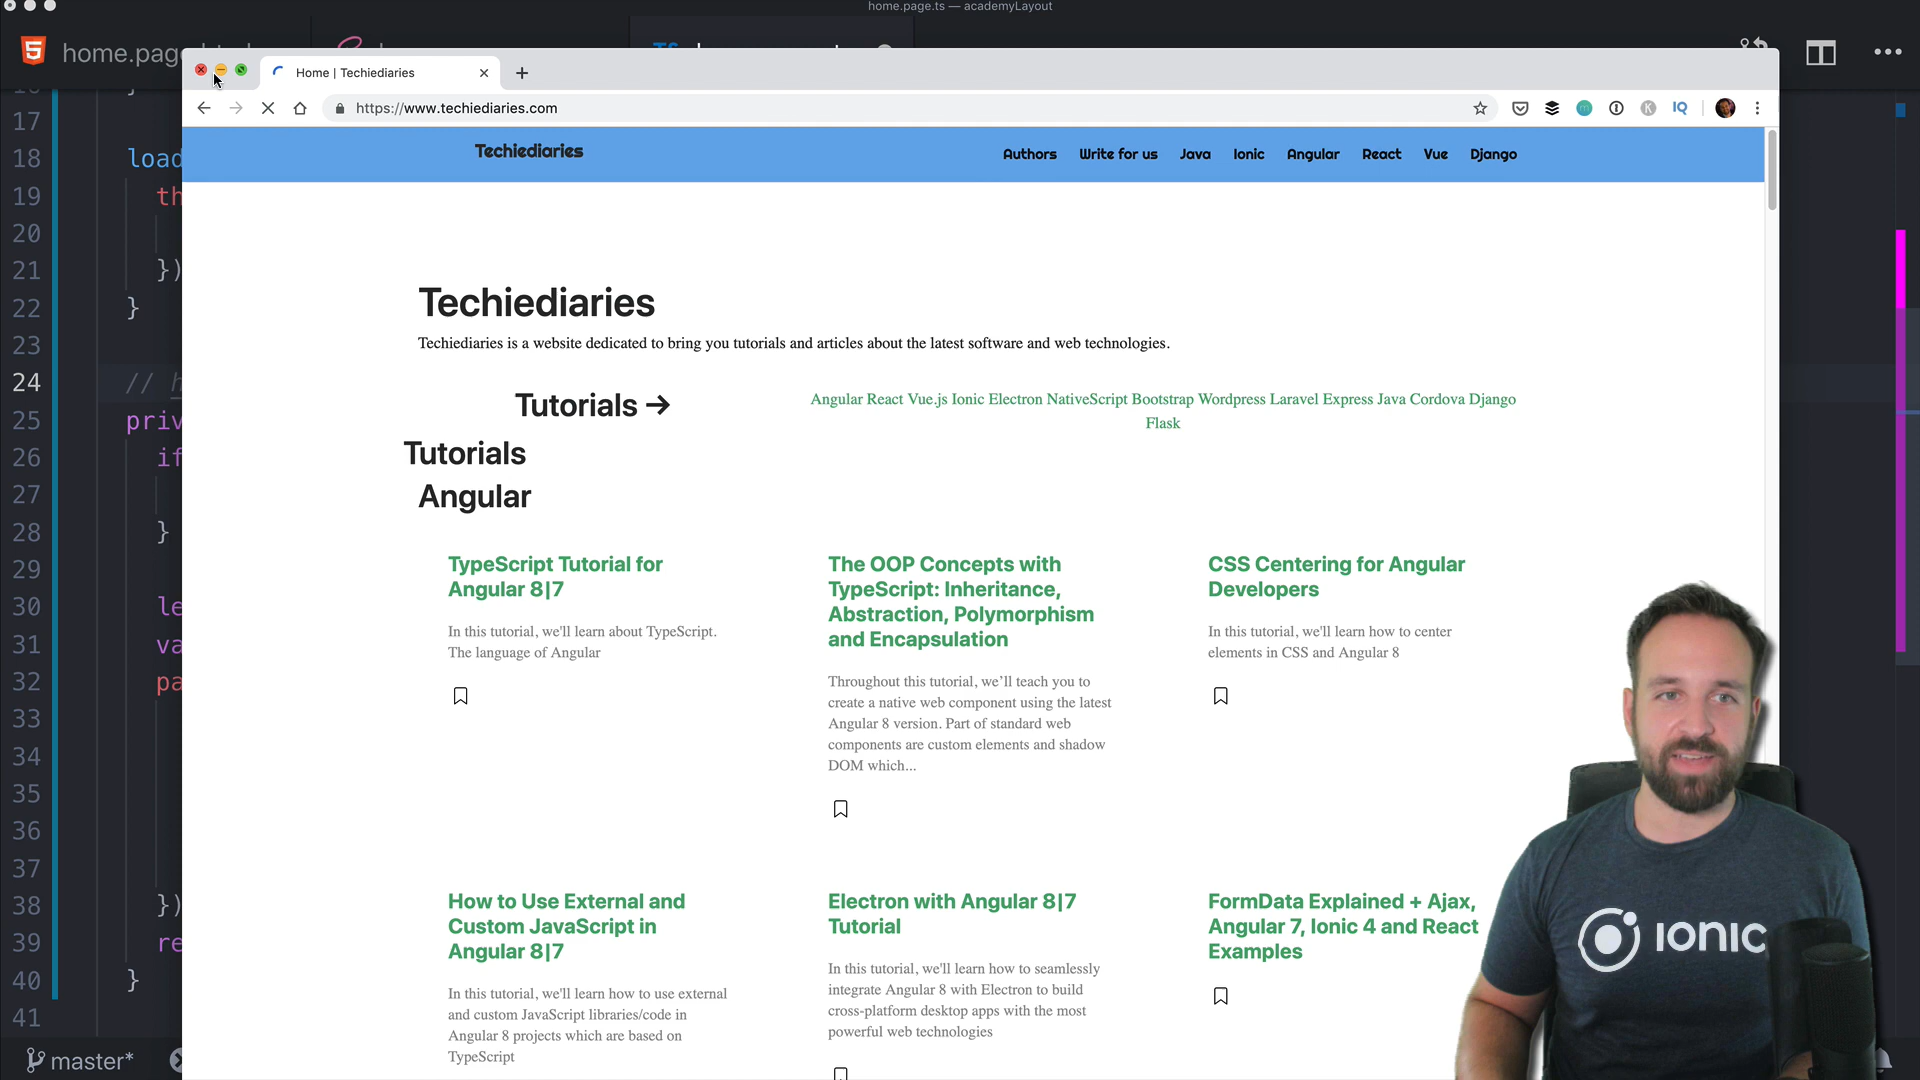 home.page.ts — academyLayout
home.page
Home | Techiediaries
https://www.techiediaries.com
IQ
Techiediaries
Authors Write for us Java Ionic Angular React Vue Django
Techiediaries
Techiediaries is a website dedicated to bring you tutorials and articles about the latest software and web technologies.
Tutorials →
Angular React Vue.js Ionic Electron NativeScript Bootstrap Wordpress Laravel Express Java Cordova Django
Flask
Tutorials
Angular
TypeScript Tutorial for
Angular 8|7
In this tutorial, we'll learn about TypeScript.
The language of Angular
The OOP Concepts with
TypeScript: Inheritance,
Abstraction, Polymorphism
and Encapsulation
Throughout this tutorial, we’ll teach you to
create a native web component using the latest
Angular 8 version. Part of standard web
components are custom elements and shadow
DOM which...
CSS Centering for Angular
Developers
In this tutorial, we'll learn how to center
elements in CSS and Angular 8
How to Use External and
Custom JavaScript in
Angular 8|7
In this tutorial, we'll learn how to use external
and custom JavaScript libraries/code in
Angular 8 projects which are based on
TypeScript
Electron with Angular 8|7
Tutorial
In this tutorial, we'll learn how to seamlessly
integrate Angular 8 with Electron to build
cross-platform desktop apps with the most
powerful web technologies
FormData Explained + Ajax,
Angular 7, Ionic 4 and React
Examples
IONIC
17
18 load
19 th
20
21 })
22 }
23
24 // h
25 priv
26 if
27
28 }
29
30 le
31 va
32 pa
33
34
35
36
37
38 })
39 re
40 }
41
master*